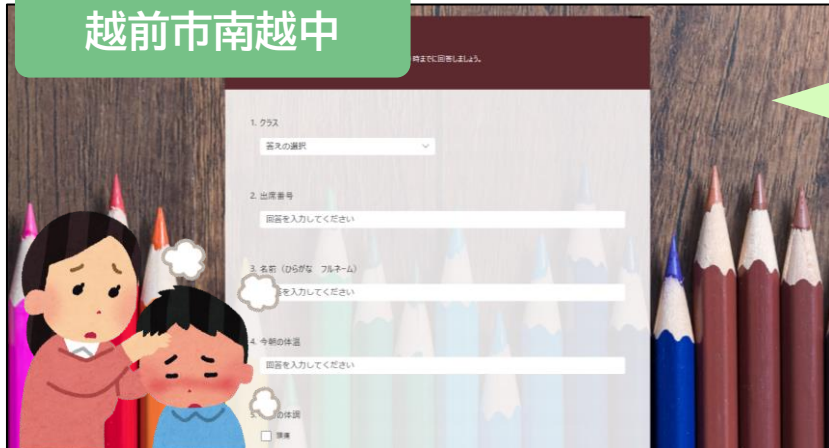 越前市南越中
時までに回答しましょう。
1. クラス
答えの選択
2. 出席番号
回答を入力してください
3. 名前（ひらがな　フルネーム）
を入力してください
4. 今朝の体温
回答を入力してください
の体調
頭痛